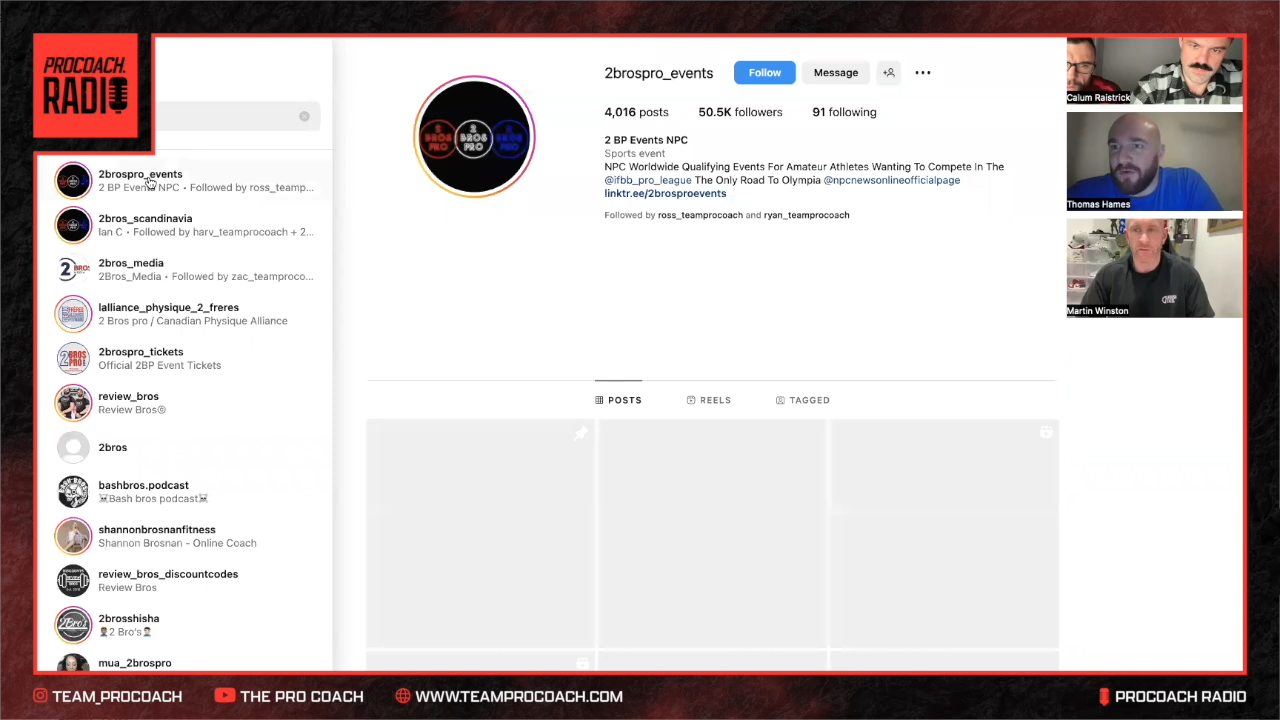 PROCOACH.
RADIO
2brospro_events
2 BP Events NPC • Followed by ross_teamp...
2bros_scandinavia
Ian C • Followed by harv_teamprocoach + 2...
2bros_media
2Bros_Media • Followed by zac_teamproco...
lalliance_physique_2_freres
2 Bros pro / Canadian Physique Alliance
2brospro_tickets
Official 2BP Event Tickets
review_bros
Review Bros®
2bros
bashbros.podcast
☠Bash bros podcast☠
shannonbrosnanfitness
Shannon Brosnan - Online Coach
review_bros_discountcodes
Review Bros
2brosshisha
2 Bro's
mua_2brospro
2 BROS PRO
2brospro_events
Follow
Message
4,016 posts 50.5K followers 91 following
2 BP Events NPC
Sports event
NPC Worldwide Qualifying Events For Amateur Athletes Wanting To Compete In The
@ifbb_pro_league The Only Road To Olympia @npcnewsonlineofficialpage
linktr.ee/2brosproevents
Followed by ross_teamprocoach and ryan_teamprocoach
POSTS REELS TAGGED
Calum Raistrick
Thomas Hames
Martin Winston
TEAM_PROCOACH THE PRO COACH WWW.TEAMPROCOACH.COM PROCOACH RADIO